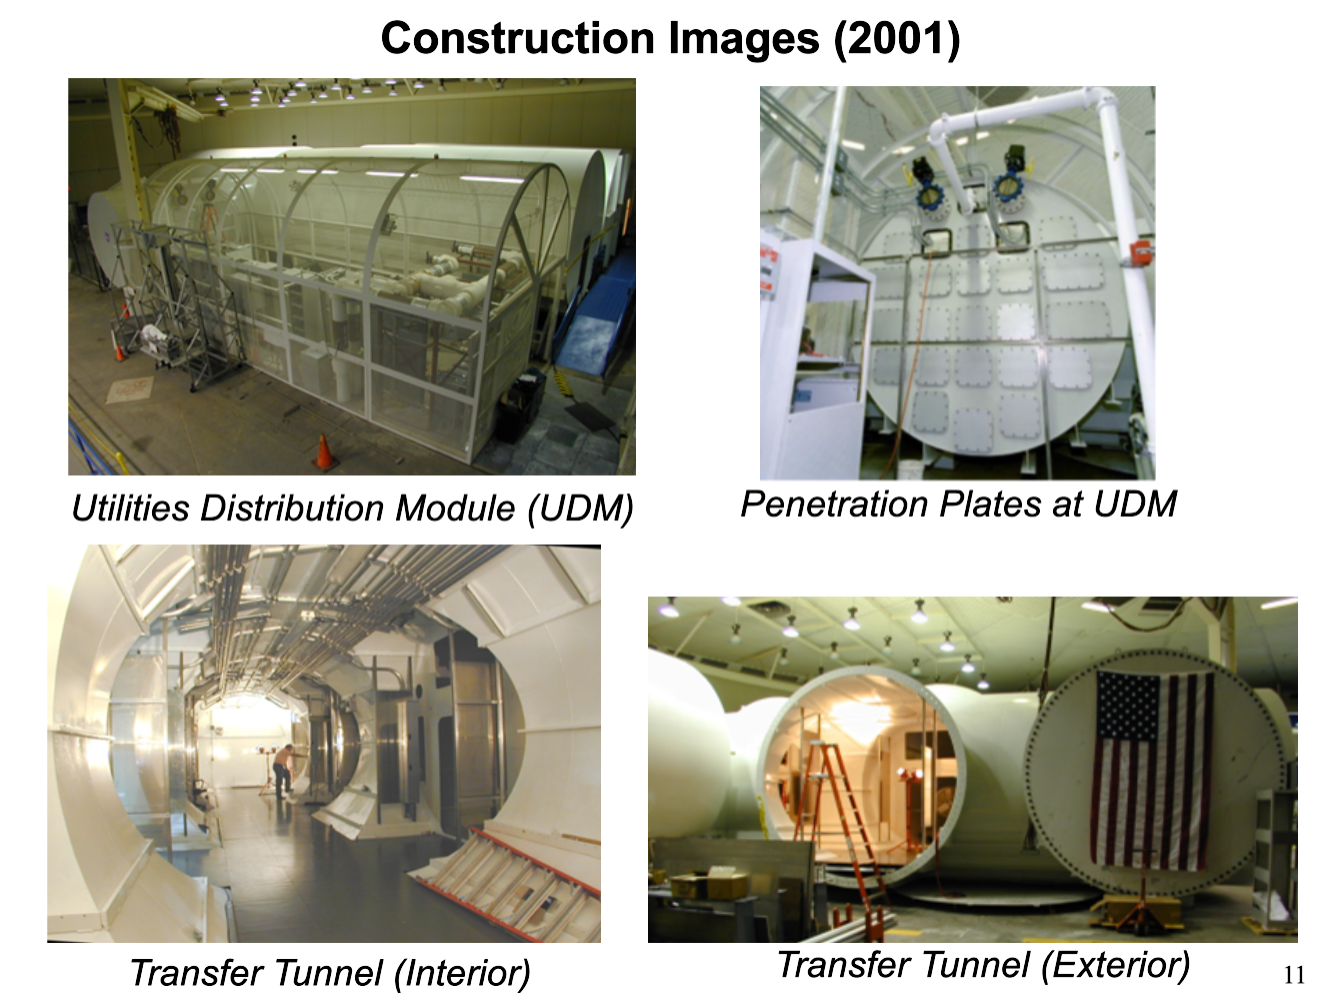 Construction Images (2001)
Utilities Distribution Module (UDM)
Penetration Plates at UDM
Transfer Tunnel (Interior)
Transfer Tunnel (Exterior)
11